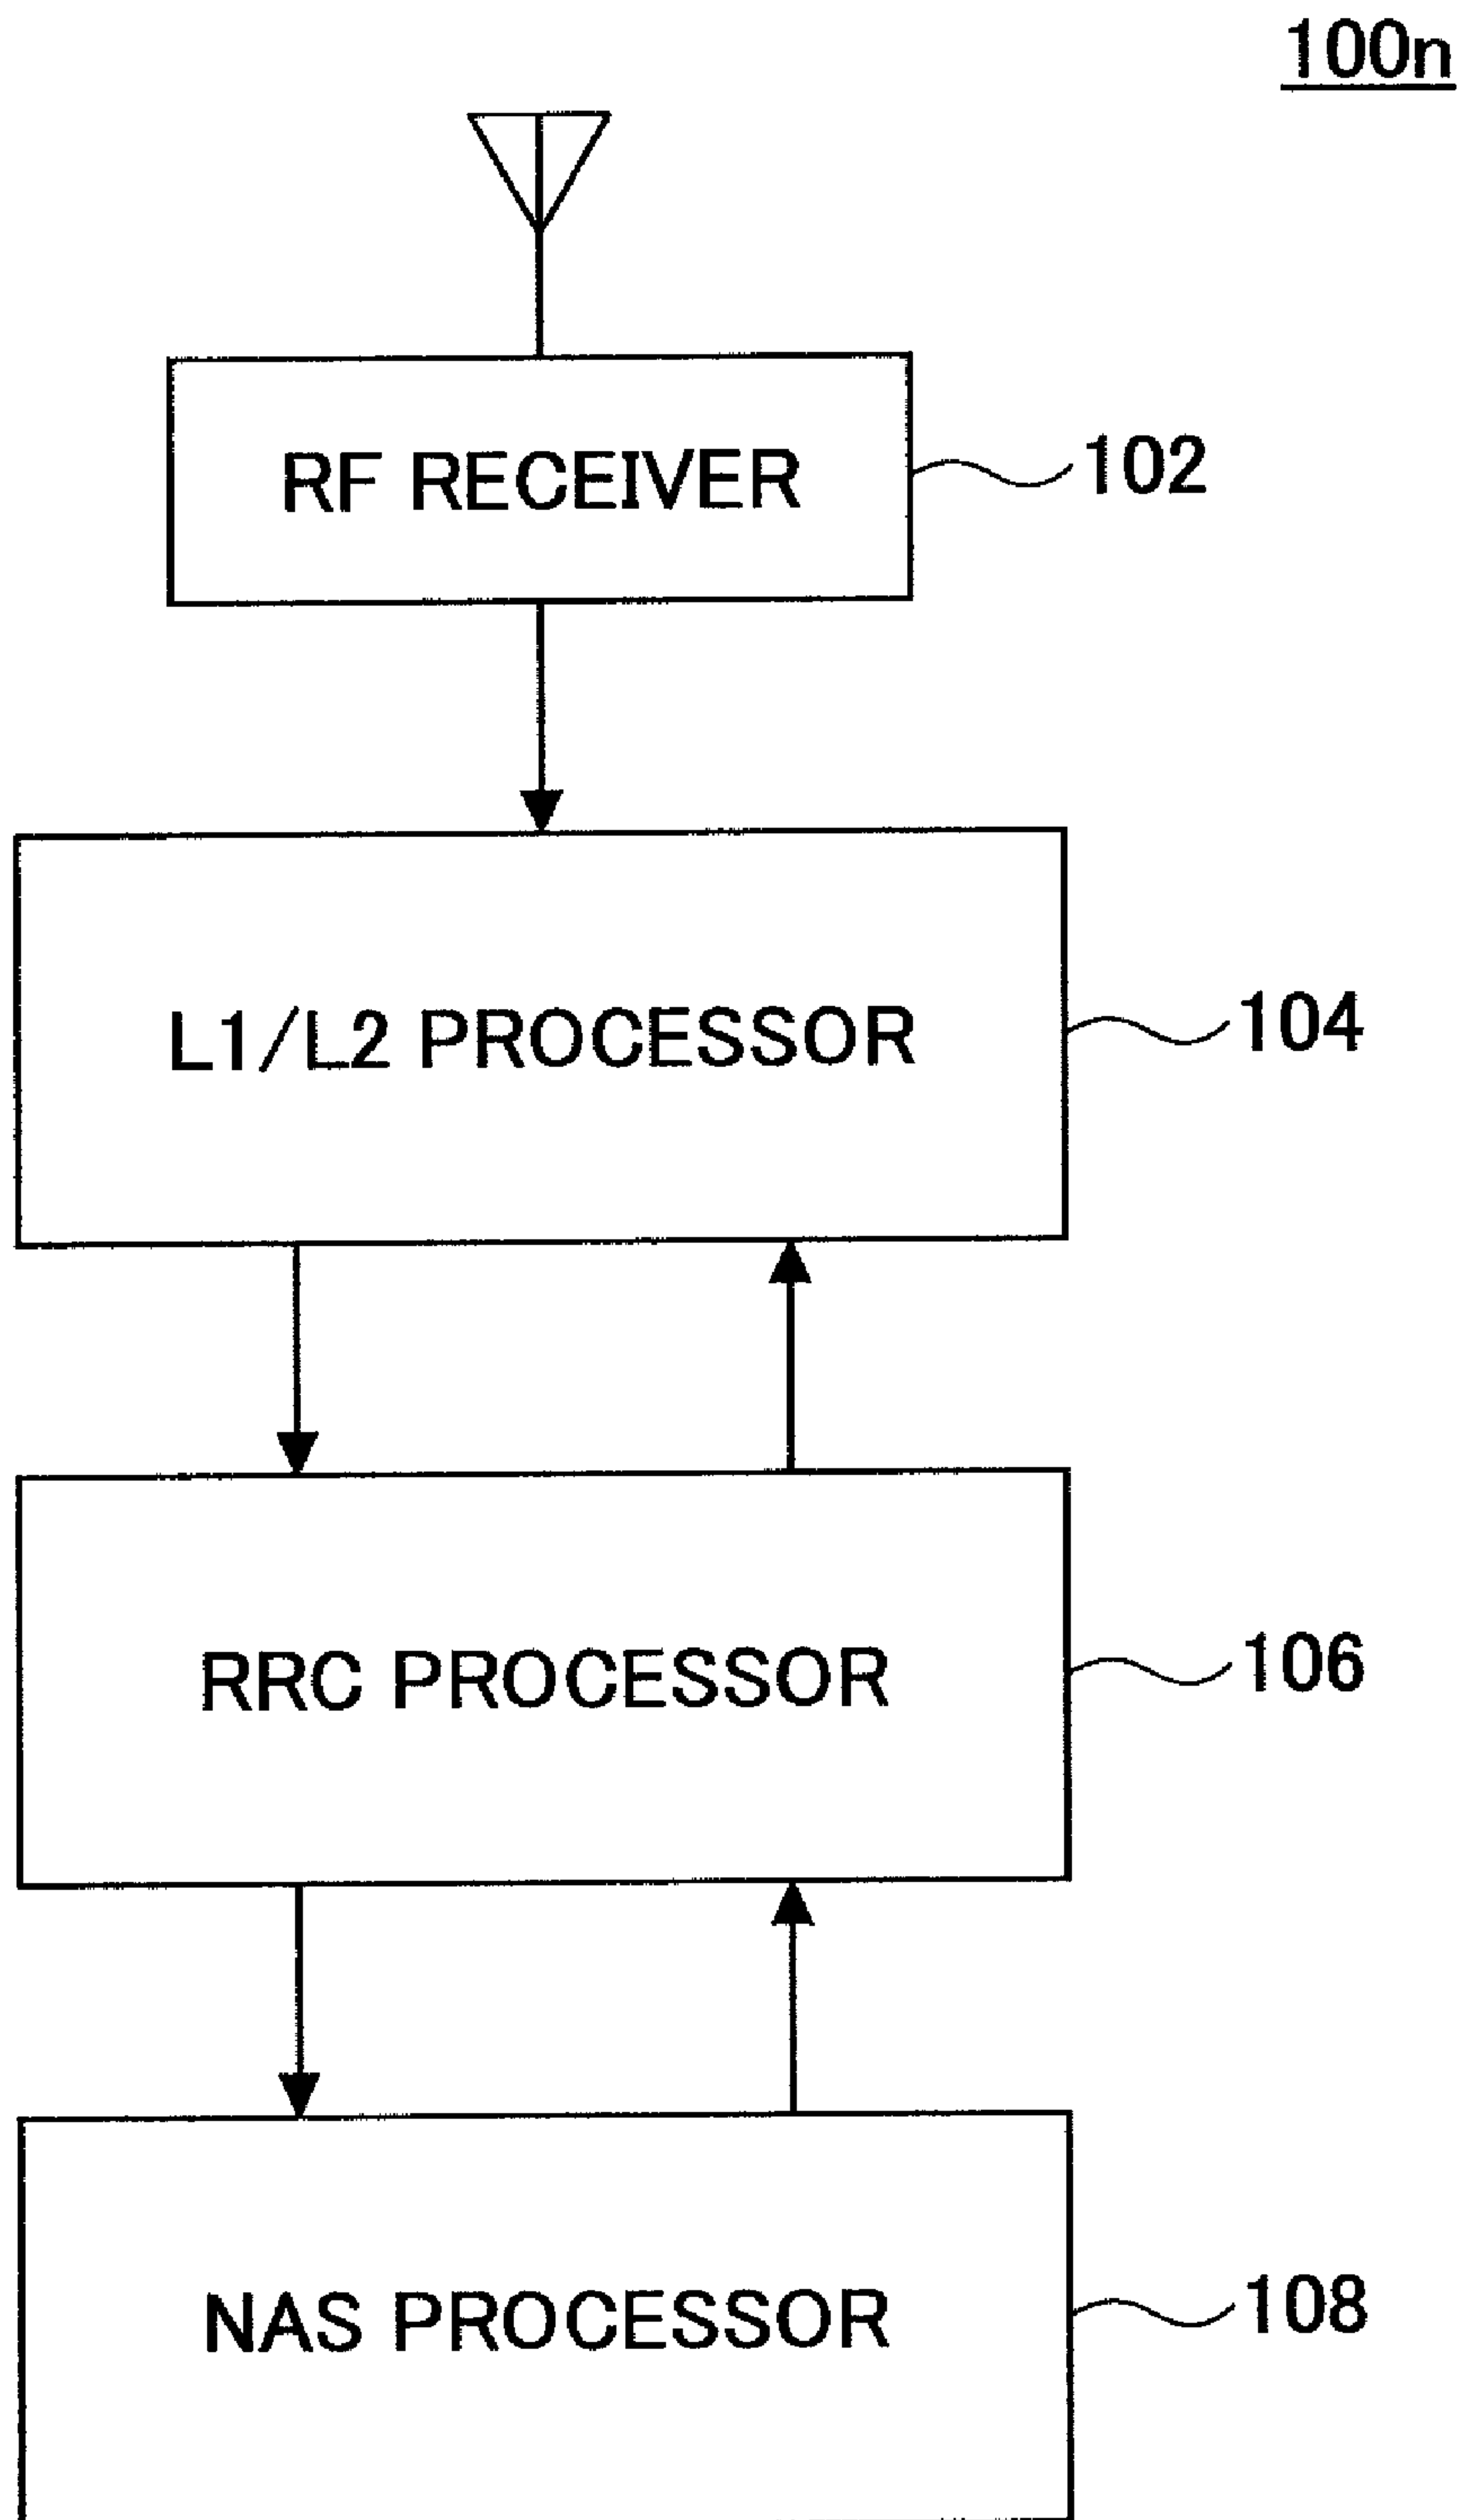 100n
RF RECEIVER
102
L1/L2 PROCESSOR
104
RRC PROCESSOR
106
NAS PROCESSOR
108